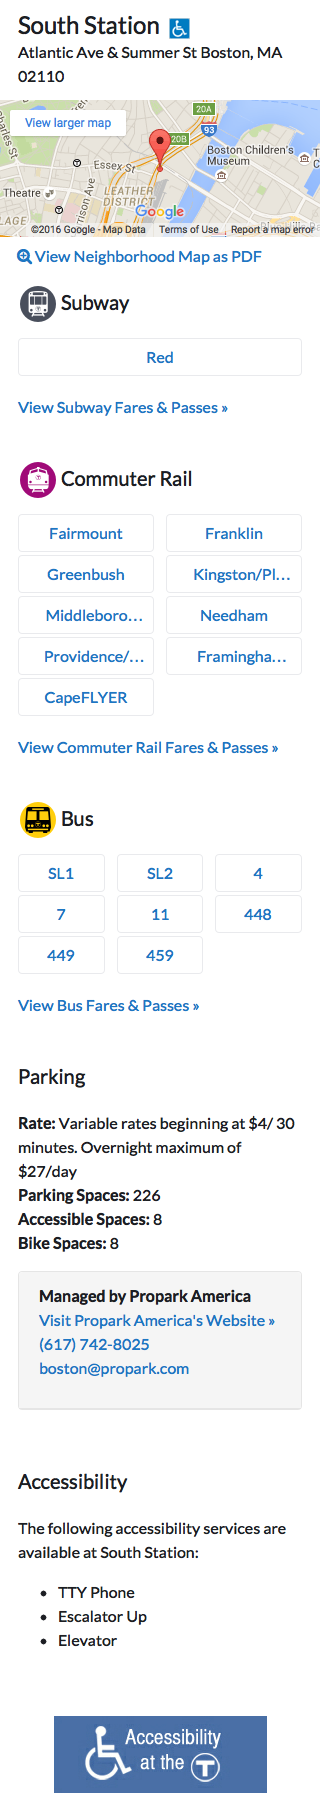 South Station
Atlantic Ave & Summer St Boston, MA
02110
View larger map
20A
93
20B
Boston Children's
Museum
Essex St
LEATHER
DISTRICT
Theatre
Google
©2016 Google - Map Data Terms of Use Report a map error
View Neighborhood Map as PDF
Subway
Red
View Subway Fares & Passes »
Commuter Rail
Fairmount Franklin
Greenbush Kingston/Pl…
Middleboro… Needham
Providence/… Framingha…
CapeFLYER
View Commuter Rail Fares & Passes »
Bus
SL1 SL2 4
7 11 448
449 459
View Bus Fares & Passes »
Parking
Rate: Variable rates beginning at $4/ 30
minutes. Overnight maximum of
$27/day
Parking Spaces: 226
Accessible Spaces: 8
Bike Spaces: 8
Managed by Propark America
Visit Propark America's Website »
(617) 742-8025
boston@propark.com
Accessibility
The following accessibility services are
available at South Station:
• TTY Phone
• Escalator Up
• Elevator
Accessibility
at the T